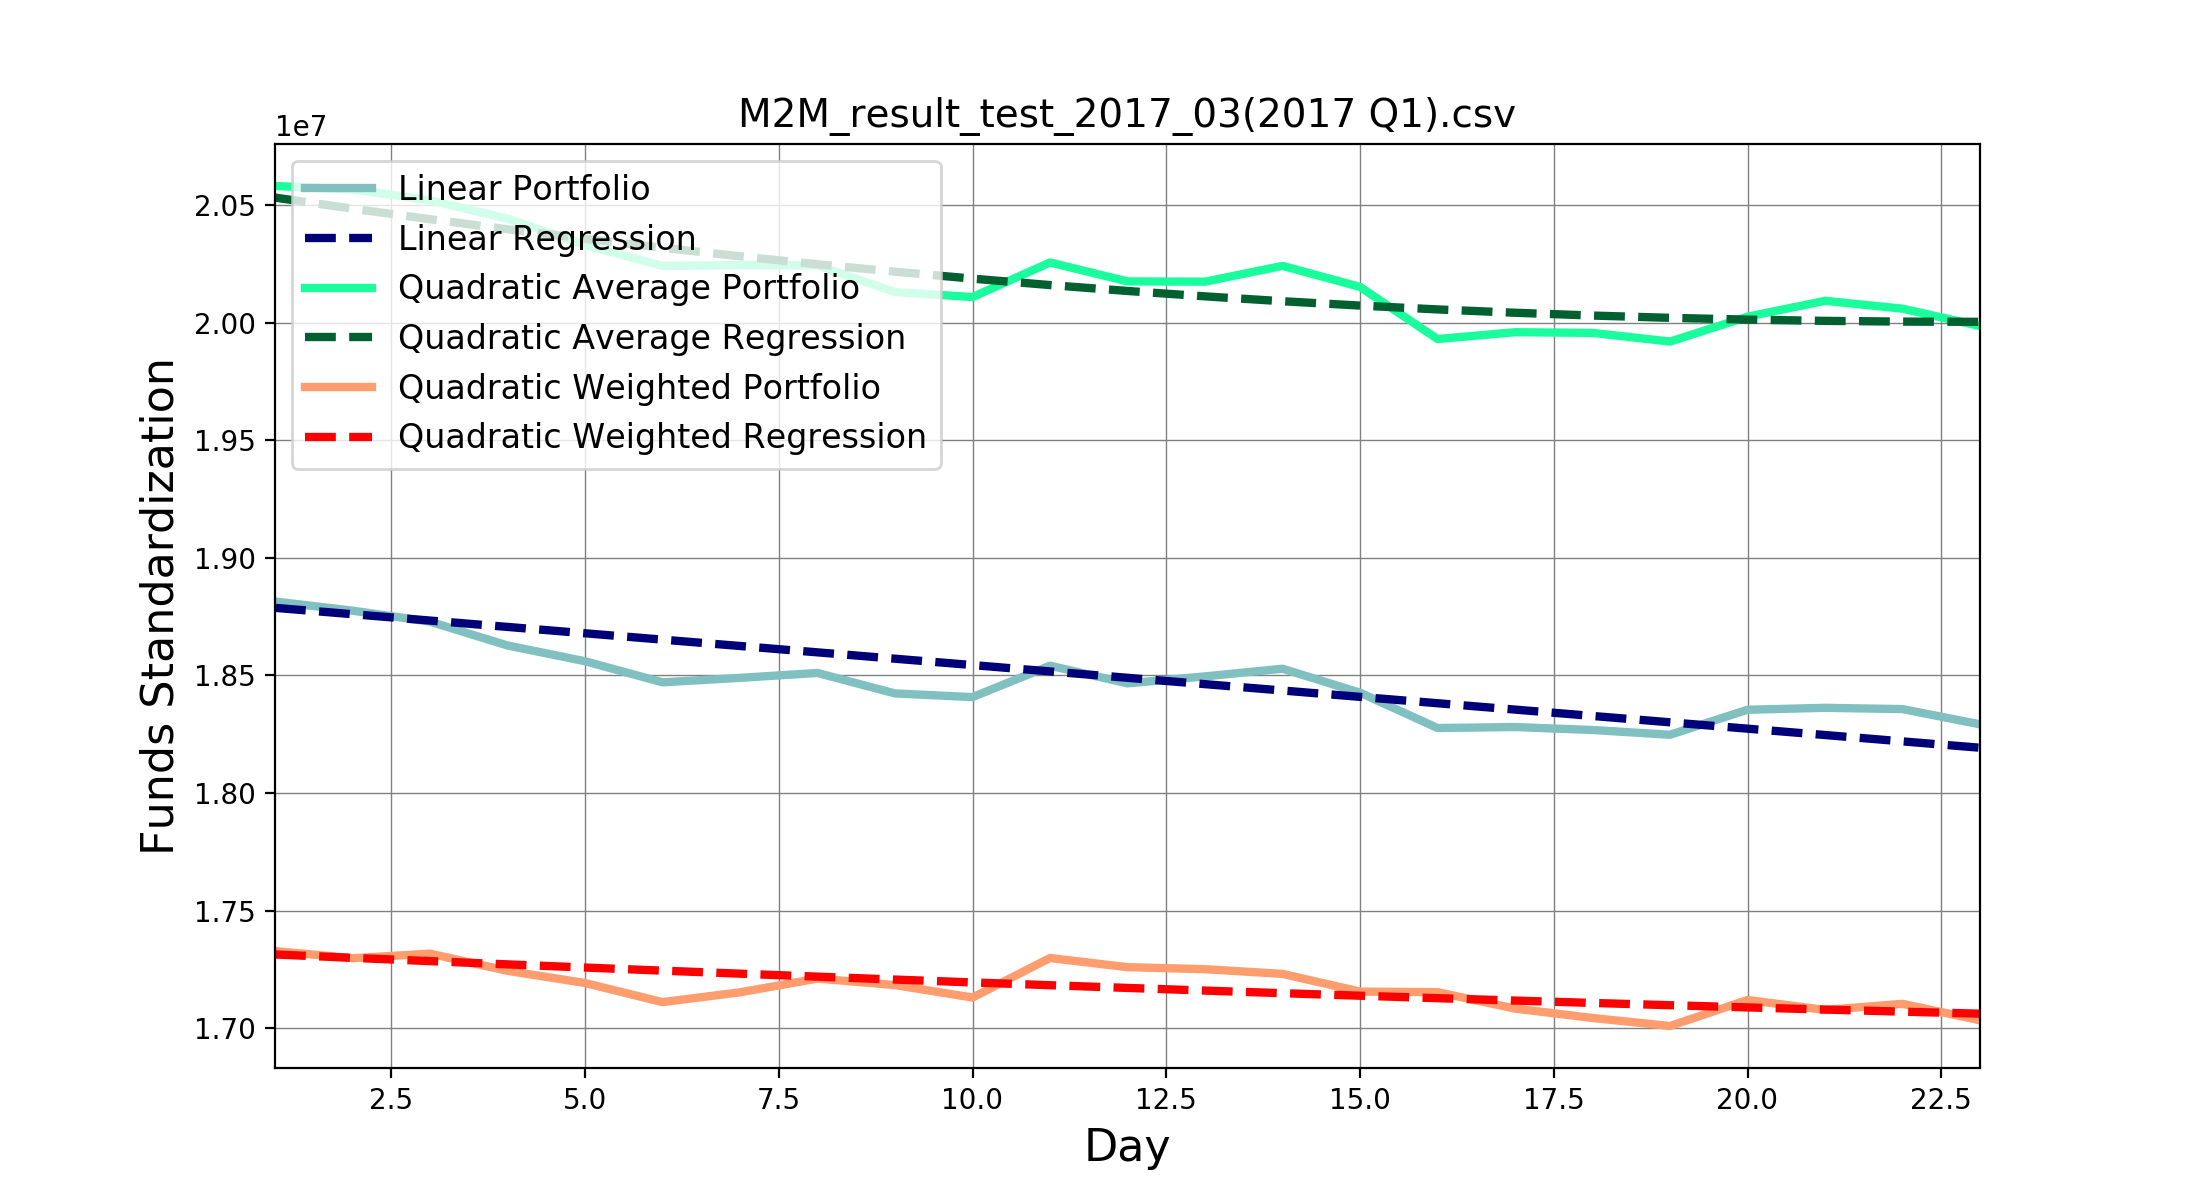 M2M_result_test_2017_03(2017 Q1).csv
1e7
Linear Portfolio
Linear Regression
Quadratic Average Portfolio
Quadratic Average Regression
Quadratic Weighted Portfolio
Quadratic Weighted Regression
2.05
2.00
1.95
1.90
1.85
1.80
1.75
1.70
Funds Standardization
2.5 5.0 7.5 10.0 12.5 15.0 17.5 20.0 22.5
Day